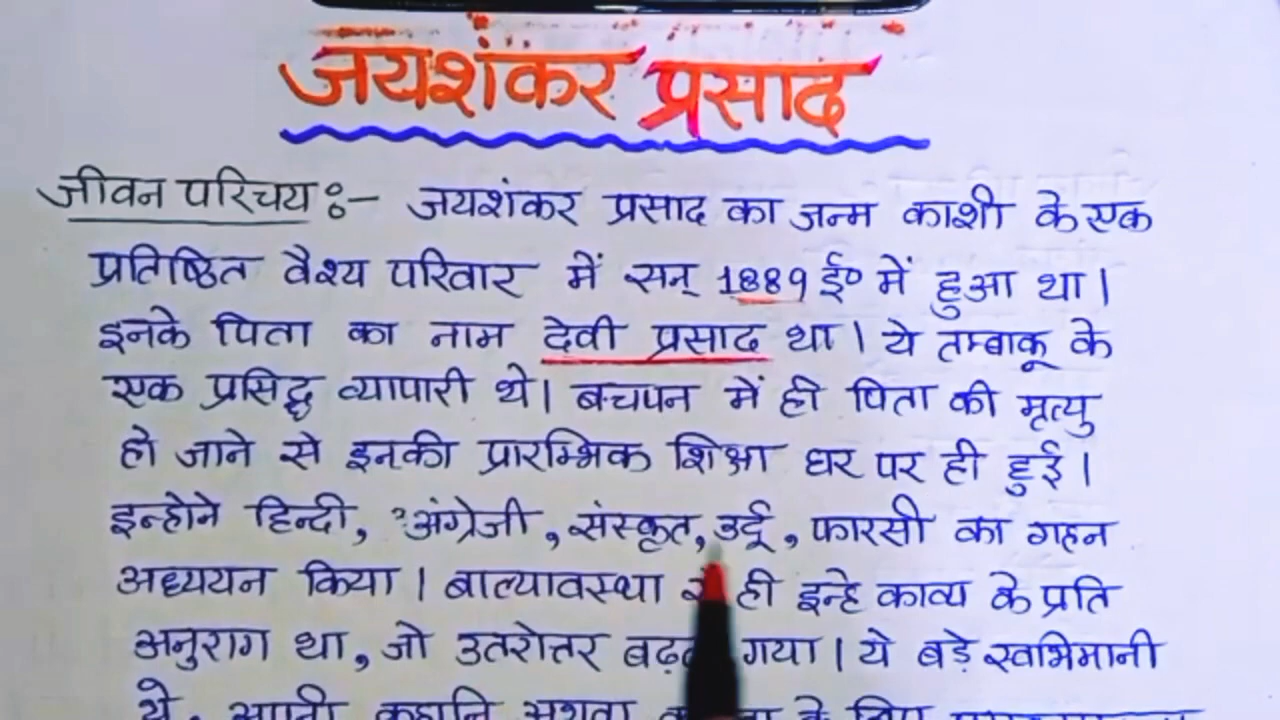 जयशंकर प्रसाद
जीवन परिचय :- जयशंकर प्रसाद का जन्म काशी के एक
प्रतिष्ठित वैश्य परिवार में सन् 1889 ई० में हुआ था।
इनके पिता का नाम देवी प्रसाद था। ये तम्बाकू के
एक प्रसिद्ध व्यापारी थे। बचपन में ही पिता की मृत्यु
हो जाने से इनकी प्रारम्भिक शिक्षा घर पर ही हुई।
इन्होने हिन्दी, अंग्रेजी, संस्कृत, उर्दू, फारसी का गहन
अध्ययन किया। बाल्यावस्था ही इन्हे काव्य के प्रति
अनुराग था, जो उतरोत्तर गया। ये बड़े स्वभिमानी
थे,